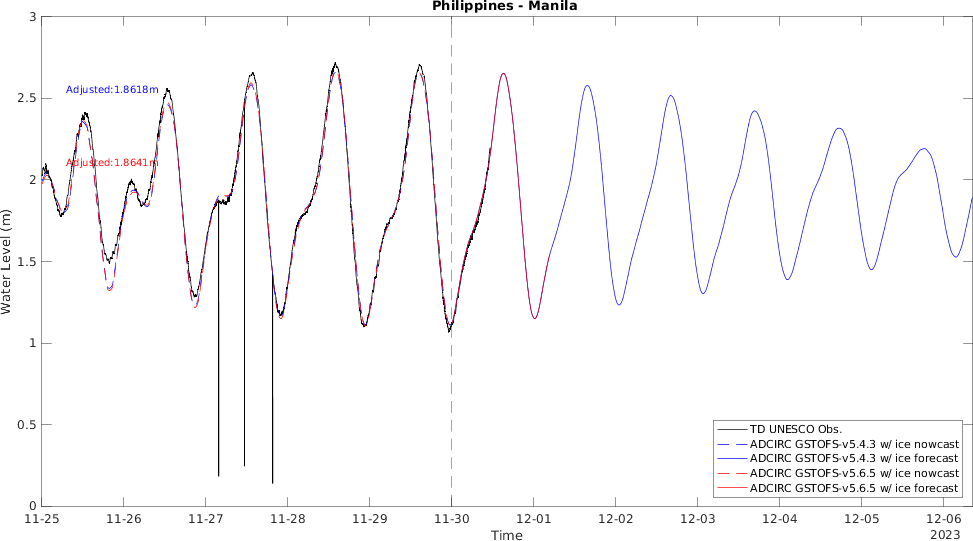 Philippines - Manila
3
2.5
2
1.5
1
0.5
0
Water Level (m)
Adjusted:1.8618m
Adjusted:1.8641m
TD UNESCO Obs.
ADCIRC GSTOFS-v5.4.3 w/ ice nowcast
ADCIRC GSTOFS-v5.4.3 w/ ice forecast
ADCIRC GSTOFS-v5.6.5 w/ ice nowcast
ADCIRC GSTOFS-v5.6.5 w/ ice forecast
11-25 11-26 11-27 11-28 11-29 11-30 12-01 12-02 12-03 12-04 12-05 12-06
2023
Time